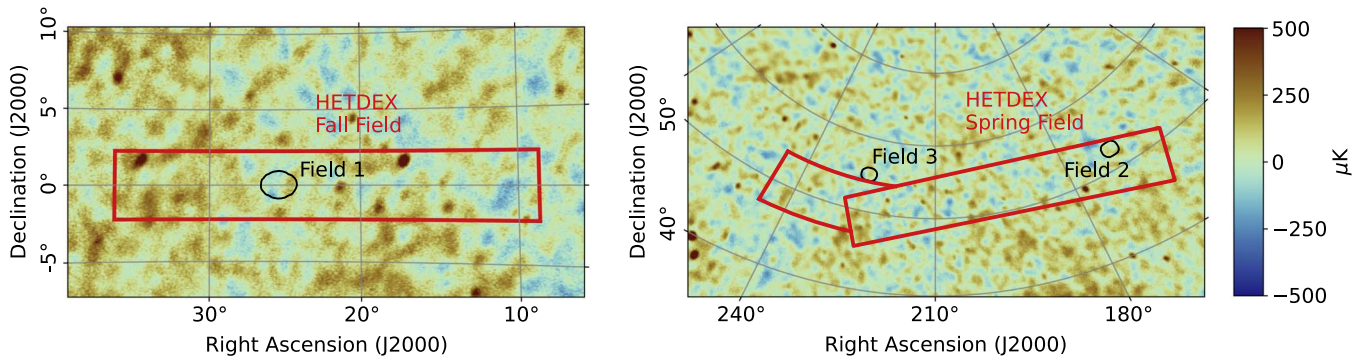 10°
5°
0°
-5°
Declination (J2000)
HETDEX
Fall Field
Field 1
30°
20°
10°
Right Ascension (J2000)
50°
40°
Declination (J2000)
HETDEX
Spring Field
Field 3
Field 2
240°
210°
180°
Right Ascension (J2000)
500
250
0
−250
−500
μK